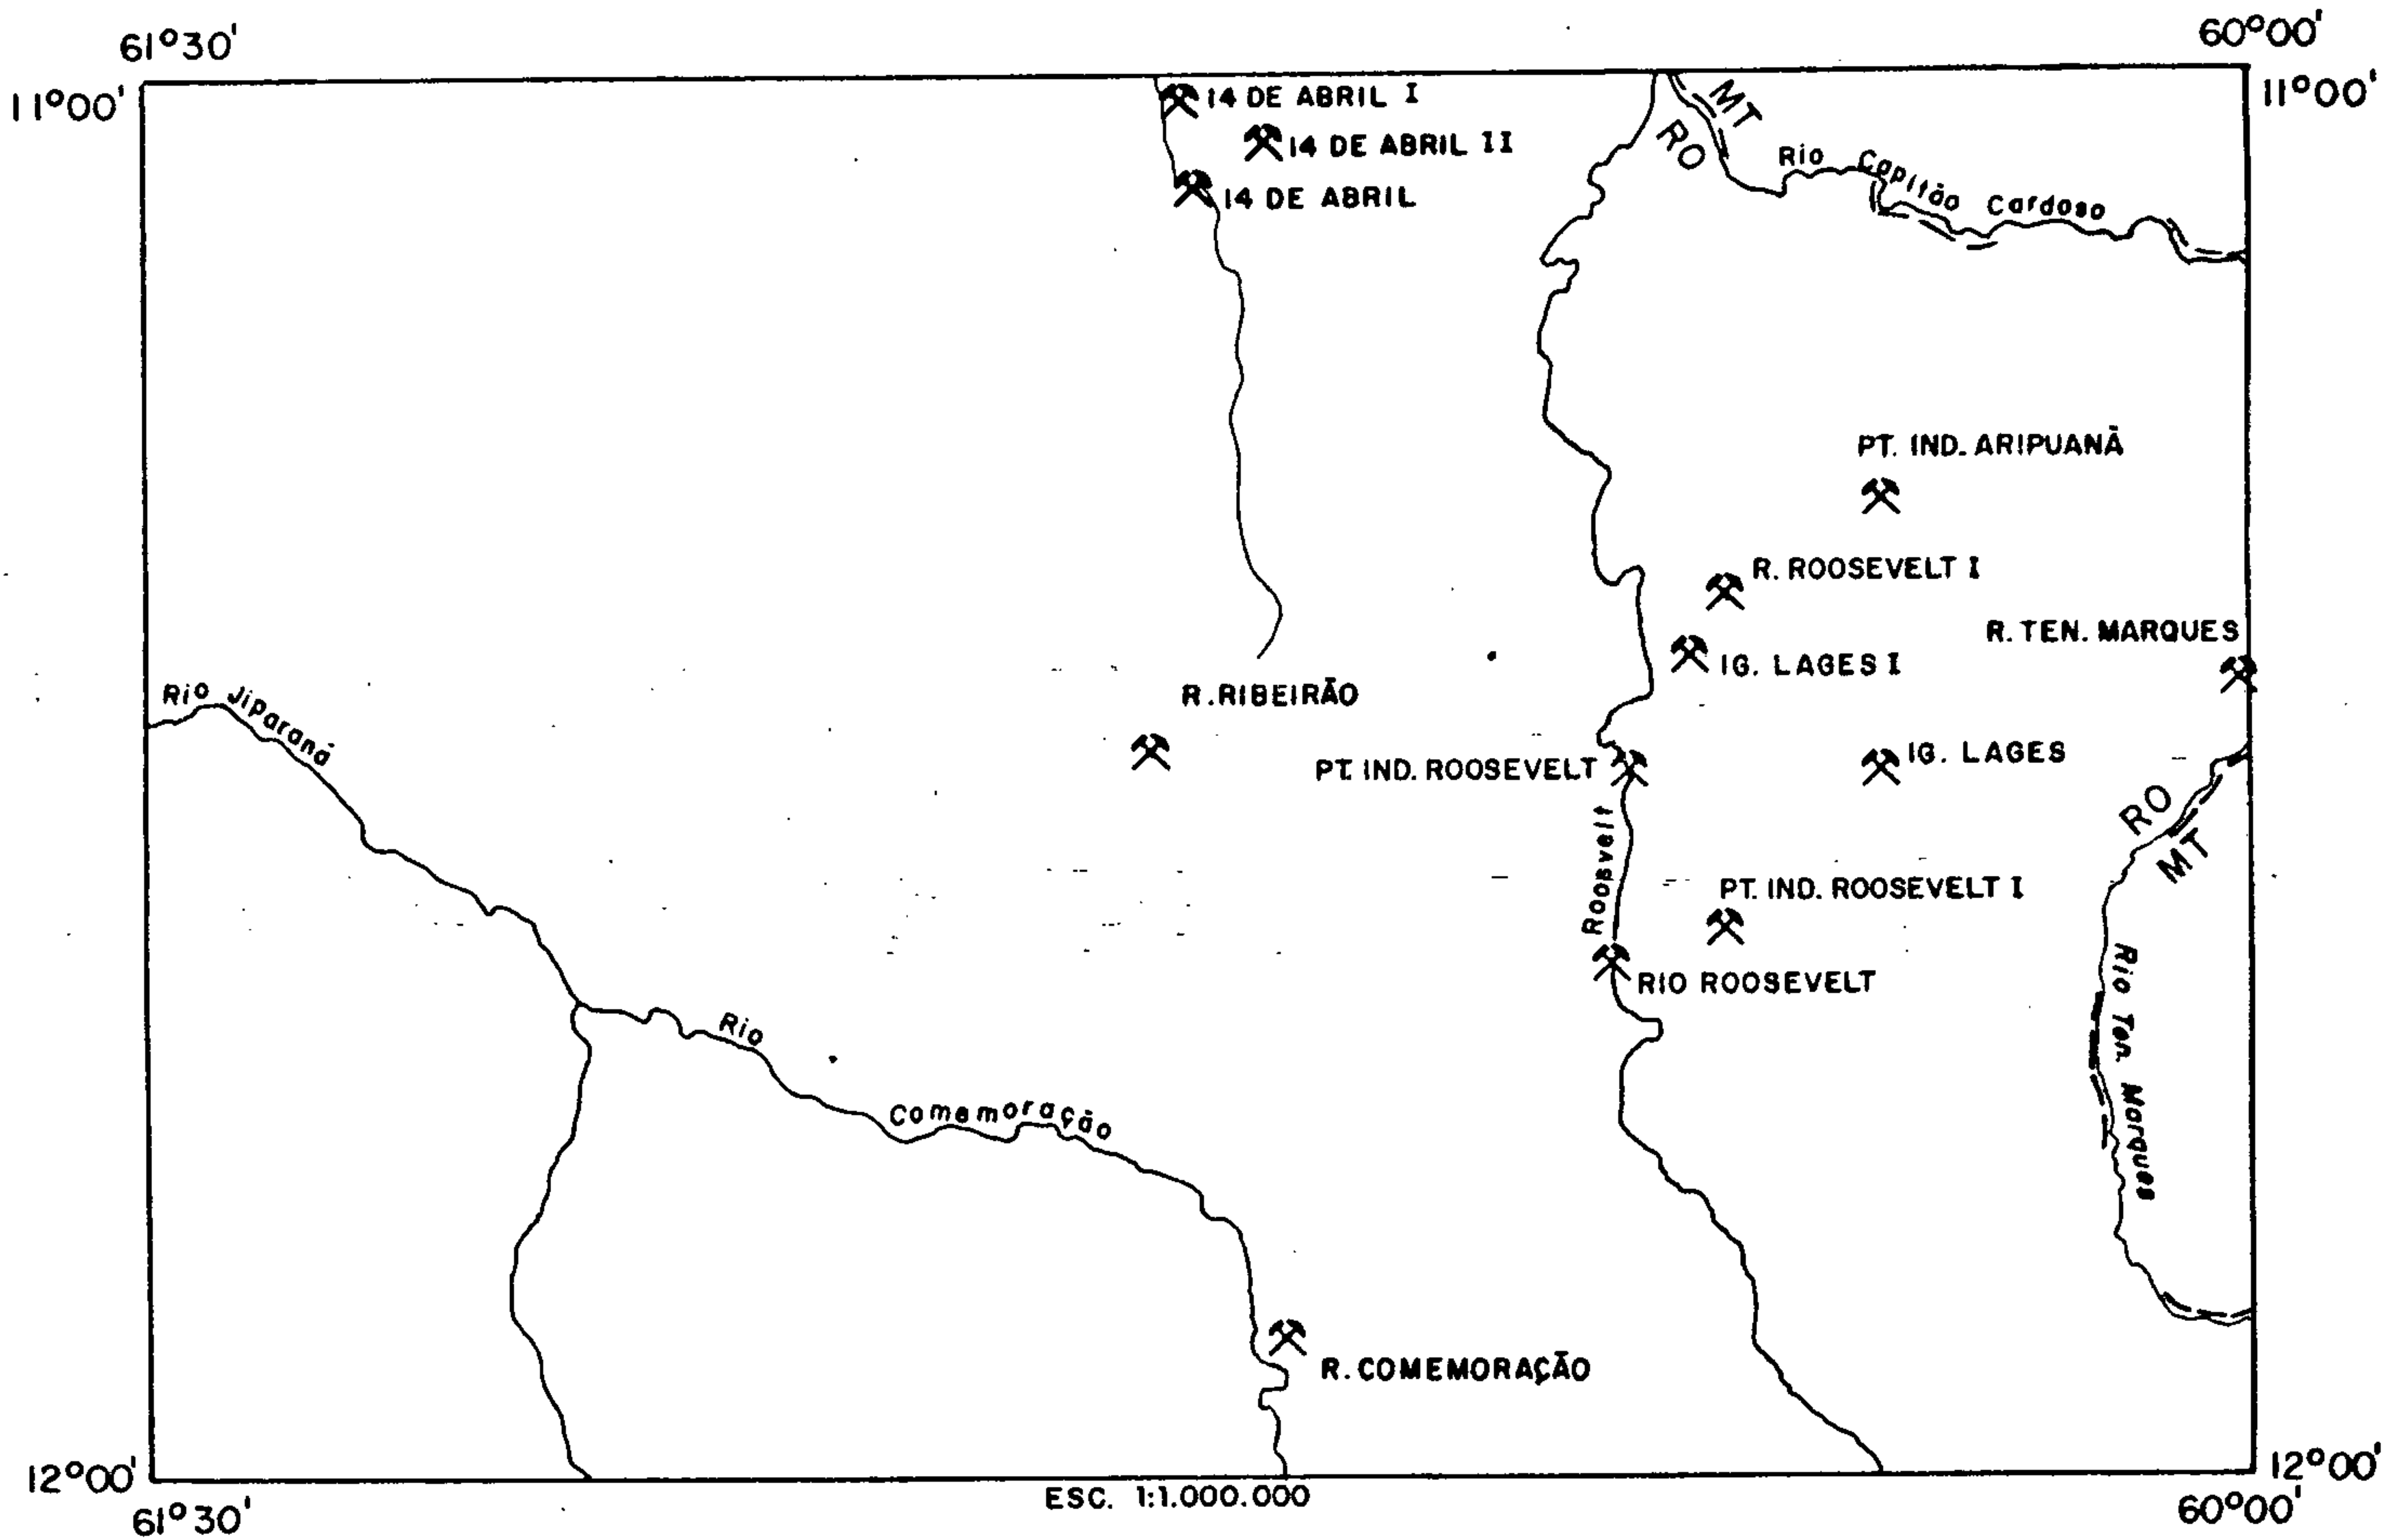 61°30'
60°00'
11°00'
11°00'
14 DE ABRIL I
14 DE ABRIL II
14 DE ABRIL
MT
RO
Rio Capitão Cardoso
PT. IND. ARIPUANÃ
R. ROOSEVELT I
R. TEN. MARQUES
IG. LAGES I
R. RIBEIRÃO
Rio Jiparaná
PT. IND. ROOSEVELT
IG. LAGES
RO
MT
Roosvelt
PT. IND. ROOSEVELT I
RIO ROOSEVELT
Rio Ten. Marques
Rio Comemoração
R. COMEMORAÇÃO
12°00'
12°00'
ESC. 1:1.000.000
61°30'
60°00'